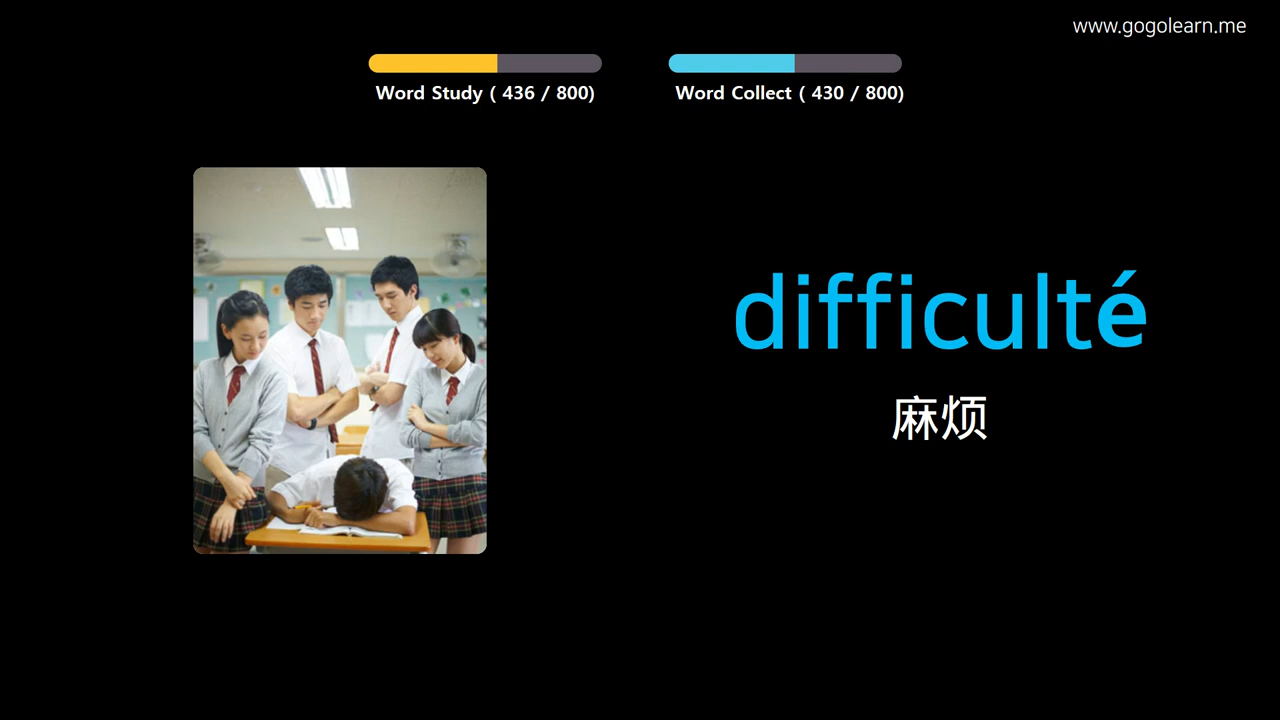 www.gogolearn.me
Word Study ( 436 / 800)
Word Collect ( 430 / 800)
difficulté
麻烦